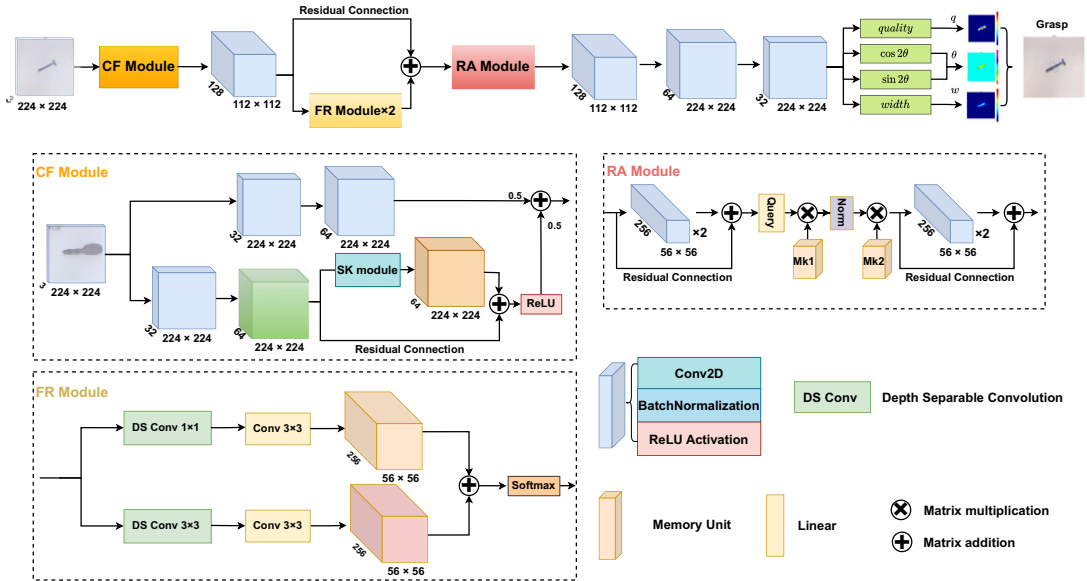 Residual Connection
3
224 × 224
CF Module
128
112 × 112
FR Module×2
RA Module
128
112 × 112
64
224 × 224
32
224 × 224
quality
cos 2θ
sin 2θ
width
q
θ
w
Grasp
CF Module
3
224 × 224
32
224 × 224
64
224 × 224
0.5
0.5
32
224 × 224
64
224 × 224
SK module
64
224 × 224
ReLU
Residual Connection
RA Module
256
56 × 56
×2
Residual Connection
Query
Mk1
Norm
Mk2
256
56 × 56
×2
Residual Connection
FR Module
DS Conv 1×1
Conv 3×3
256
56 × 56
DS Conv 3×3
Conv 3×3
256
56 × 56
Softmax
Conv2D
BatchNormalization
ReLU Activation
DS Conv
Depth Separable Convolution
Memory Unit
Linear
Matrix multiplication
Matrix addition